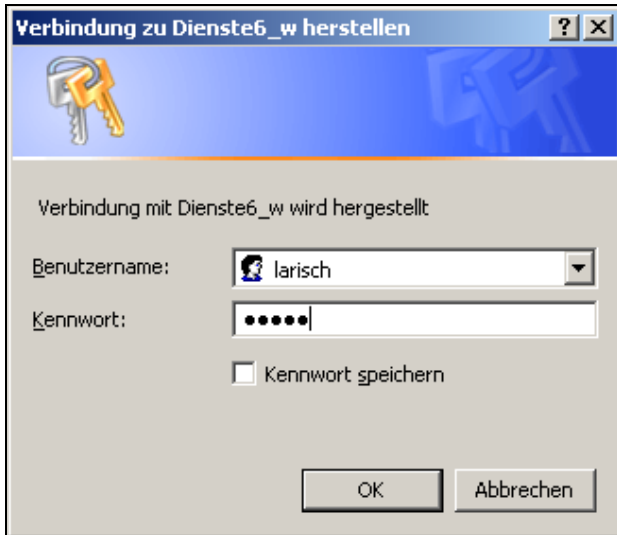 Verbindung zu Dienste6_w herstellen
Verbindung mit Dienste6_w wird hergestellt
Benutzername: larisch
Kennwort: •••••
Kennwort speichern
OK Abbrechen